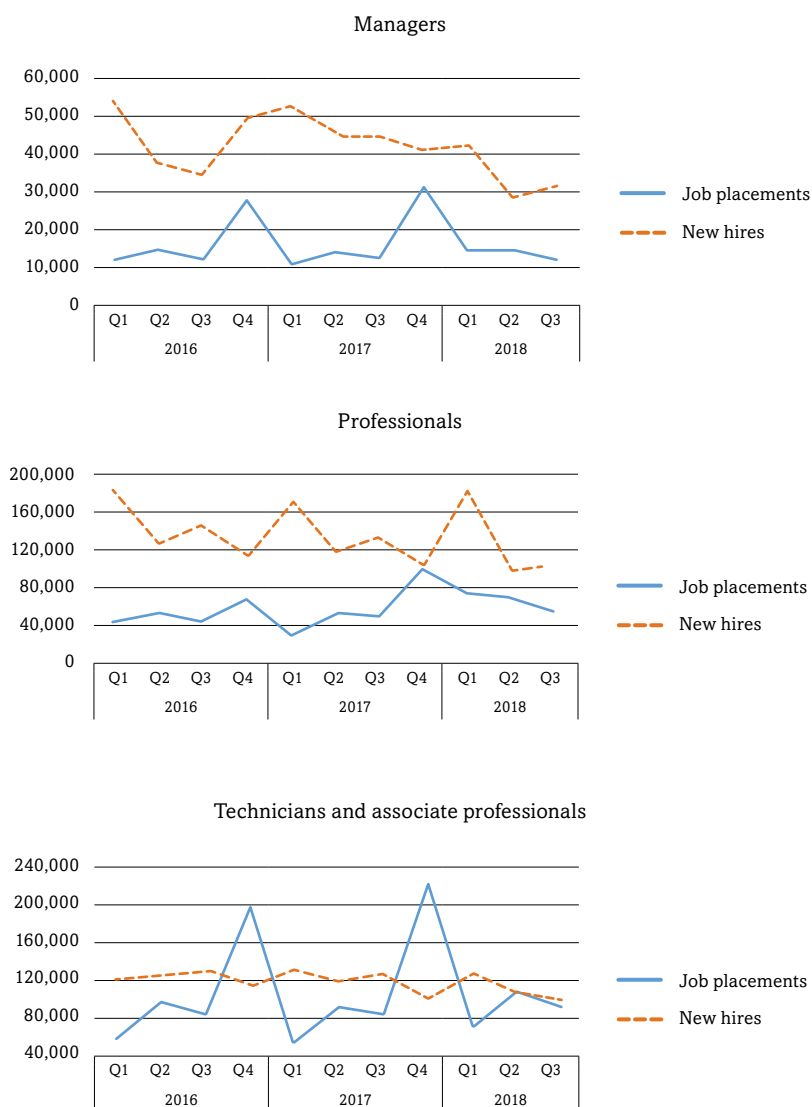 Managers
60,000
50,000
40,000
30,000
20,000
10,000
0
Job placements
New hires
Q1 Q2 Q3 Q4 Q1 Q2 Q3 Q4 Q1 Q2 Q3
2016 2017 2018
Professionals
200,000
160,000
120,000
80,000
40,000
0
Job placements
New hires
Q1 Q2 Q3 Q4 Q1 Q2 Q3 Q4 Q1 Q2 Q3
2016 2017 2018
Technicians and associate professionals
240,000
200,000
160,000
120,000
80,000
40,000
Job placements
New hires
Q1 Q2 Q3 Q4 Q1 Q2 Q3 Q4 Q1 Q2 Q3
2016 2017 2018